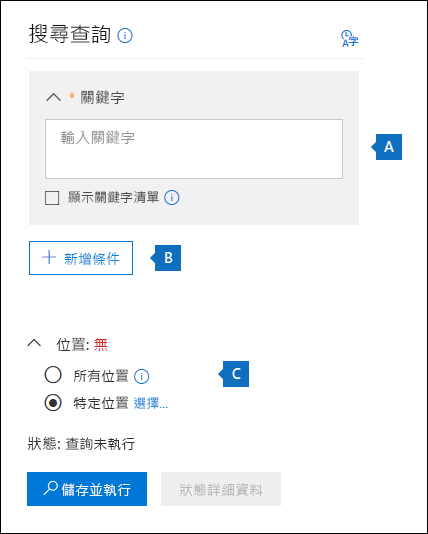 搜尋查詢
A字
* 關鍵字
輸入關鍵字
A
顯示關鍵字清單
新增條件
B
位置: 無
所有位置
C
特定位置 選擇...
狀態: 查詢未執行
儲存並執行 狀態詳細資料